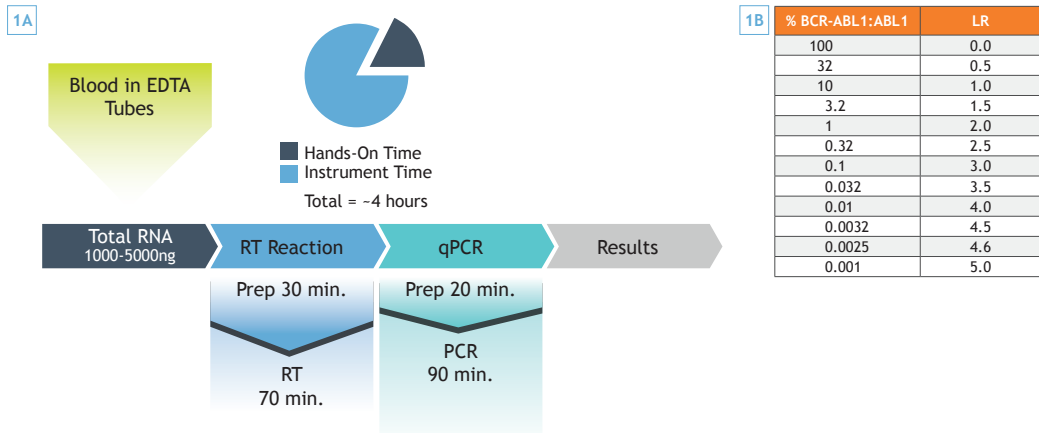 1A
Blood in EDTA
Tubes
Hands-On Time
Instrument Time
Total = ~4 hours
Total RNA
1000-5000ng
RT Reaction
qPCR
Results
Prep 30 min.
Prep 20 min.
RT
70 min.
PCR
90 min.
1B
% BCR-ABL1:ABL1 LR
100 0.0
32 0.5
10 1.0
3.2 1.5
1 2.0
0.32 2.5
0.1 3.0
0.032 3.5
0.01 4.0
0.0032 4.5
0.0025 4.6
0.001 5.0